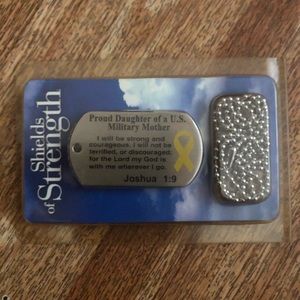 Shields
of Strength
Proud Daughter of a U.S.
Military Mother
I will be strong and
courageous. I will not be
terrified, or discouraged,
for the Lord my God is
with me wherever I go.
Joshua 1:9